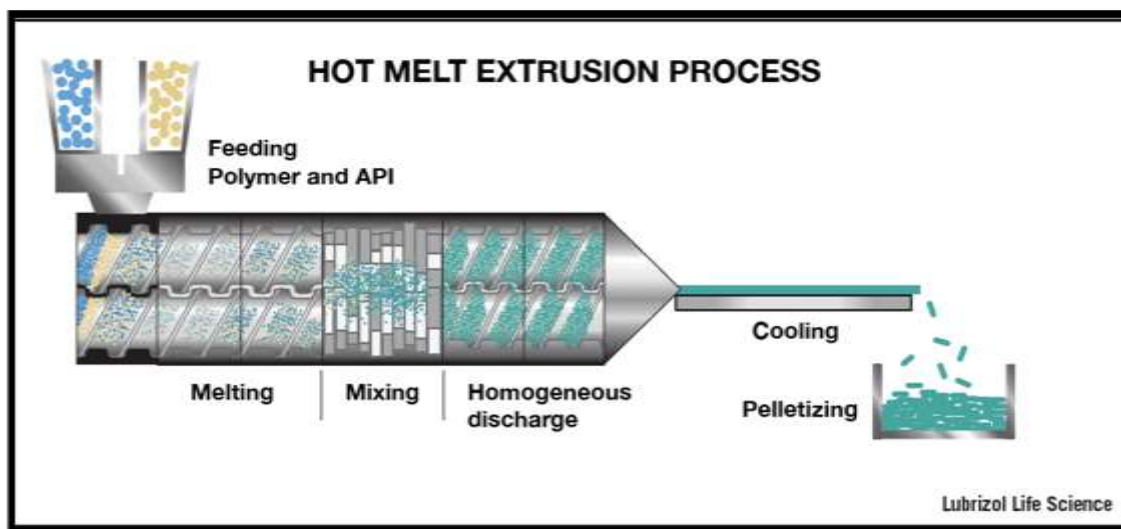 HOT MELT EXTRUSION PROCESS
Feeding
Polymer and API
Cooling
Melting
Mixing
Homogeneous
discharge
Pelletizing
Lubrizol Life Science